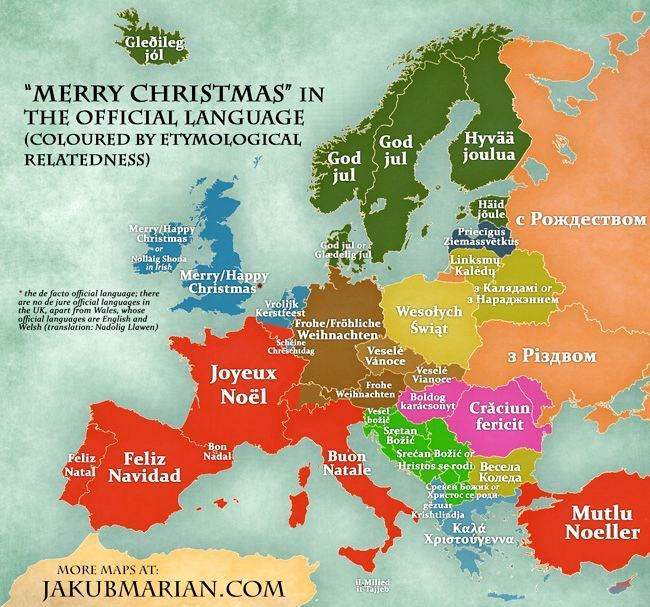 Gleðileg
jól
"MERRY CHRISTMAS" IN
THE OFFICIAL LANGUAGE
(COLOURED BY ETYMOLOGICAL
RELATEDNESS)
God
jul
God
jul
Hyvää
joulua
Häid
jõule
с Рождеством
Priecīgus
Ziemassvētkus
Linksmų
Kalėdų
з Калядамі or
з Нараджэннем
Merry/Happy
Christmas
or
Nollaig Shona
in Irish
God jul or
Glædelig jul
Merry/Happy
Christmas*
* the de facto official language; there
are no de jure official languages in
the UK, apart from Wales, whose
official languages are English and
Welsh (translation: Nadolig Llawen)
Vrolijk
Kerstfeest
Frohe/Fröhliche
Weihnachten
Wesołych
Świąt
Schéine
Chrëschtdag
Veselé
Vánoce
Veselé
Vianoce
з Різдвом
Joyeux
Noël
Frohe
Weihnachten
Boldog
karácsonyt
Crăciun
fericit
Vesel
božič
Sretan
Božić
Srećan Božić or
Hristos se rodi
Весела
Коледа
Feliz
Natal
Feliz
Navidad
Bon
Nadal
Buon
Natale
Среќен Божик or
Христос се роди
gëzuar
Krishtlindja
Καλά
Χριστούγεννα
Mutlu
Noeller
il-Milied
it-Tajjeb
MORE MAPS AT:
JAKUBMARIAN.COM